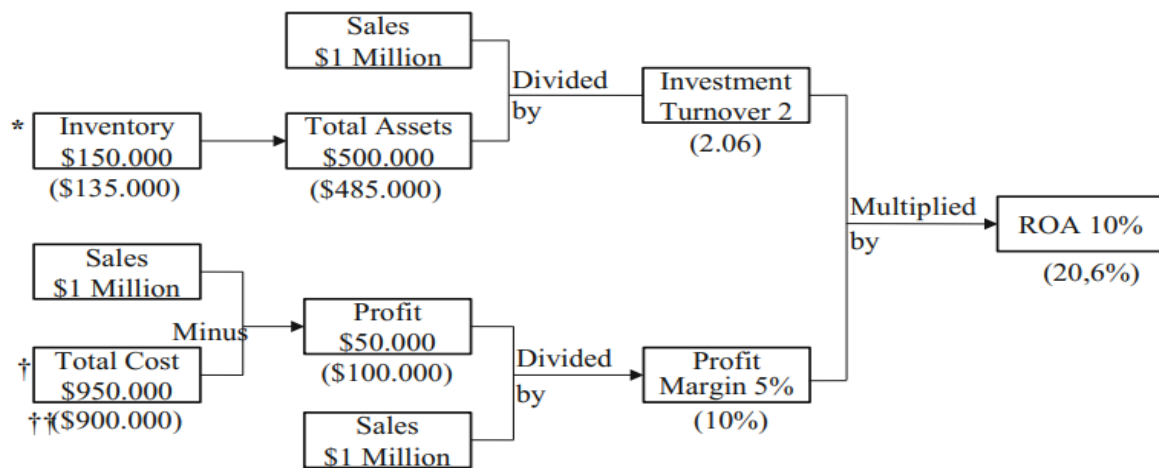 Sales
$1 Million
Divided
by
Investment
Turnover 2
(2.06)
* Inventory
$150.000
($135.000)
Total Assets
$500.000
($485.000)
Multiplied
by
ROA 10%
(20,6%)
Sales
$1 Million
Minus
† Total Cost
$950.000
††($900.000)
Profit
$50.000
($100.000)
Divided
by
Profit
Margin 5%
(10%)
Sales
$1 Million